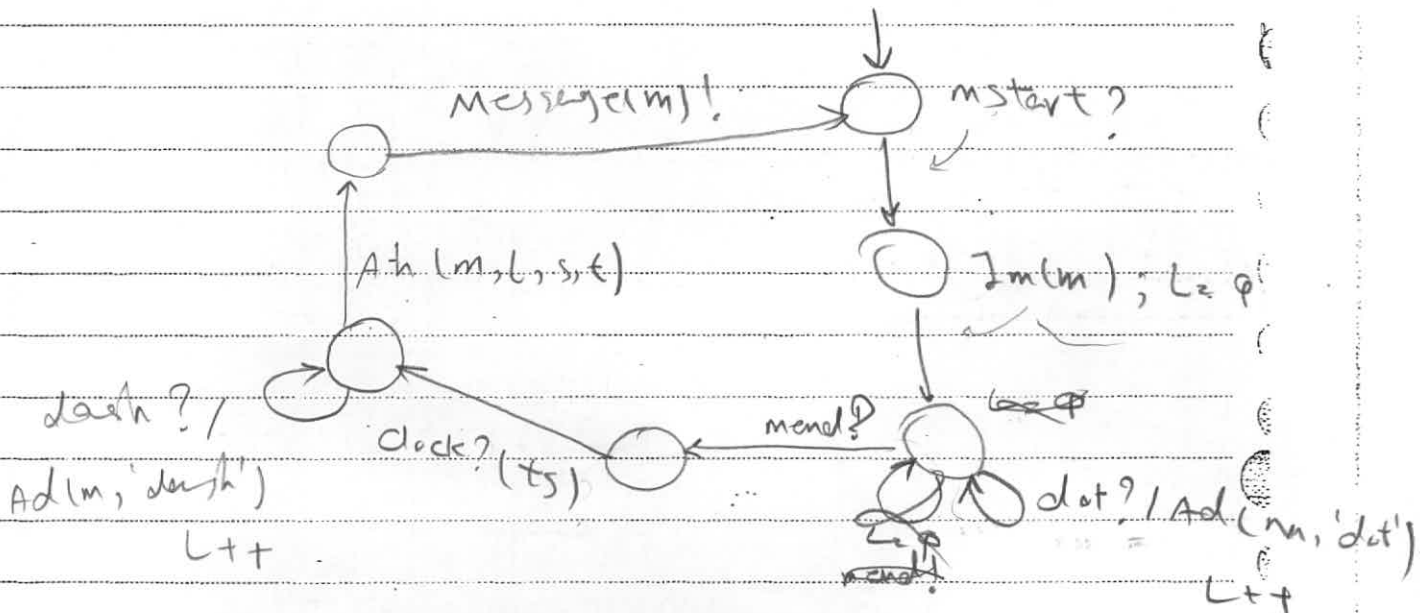 Message(m)!
mstart?
Ah (m, l, s, t)
Im(m) ; L= φ
mend?
dash? /
clock? (ts)
Ad(m, 'dash')
L++
dot? / Ad(m, 'dot')
L++